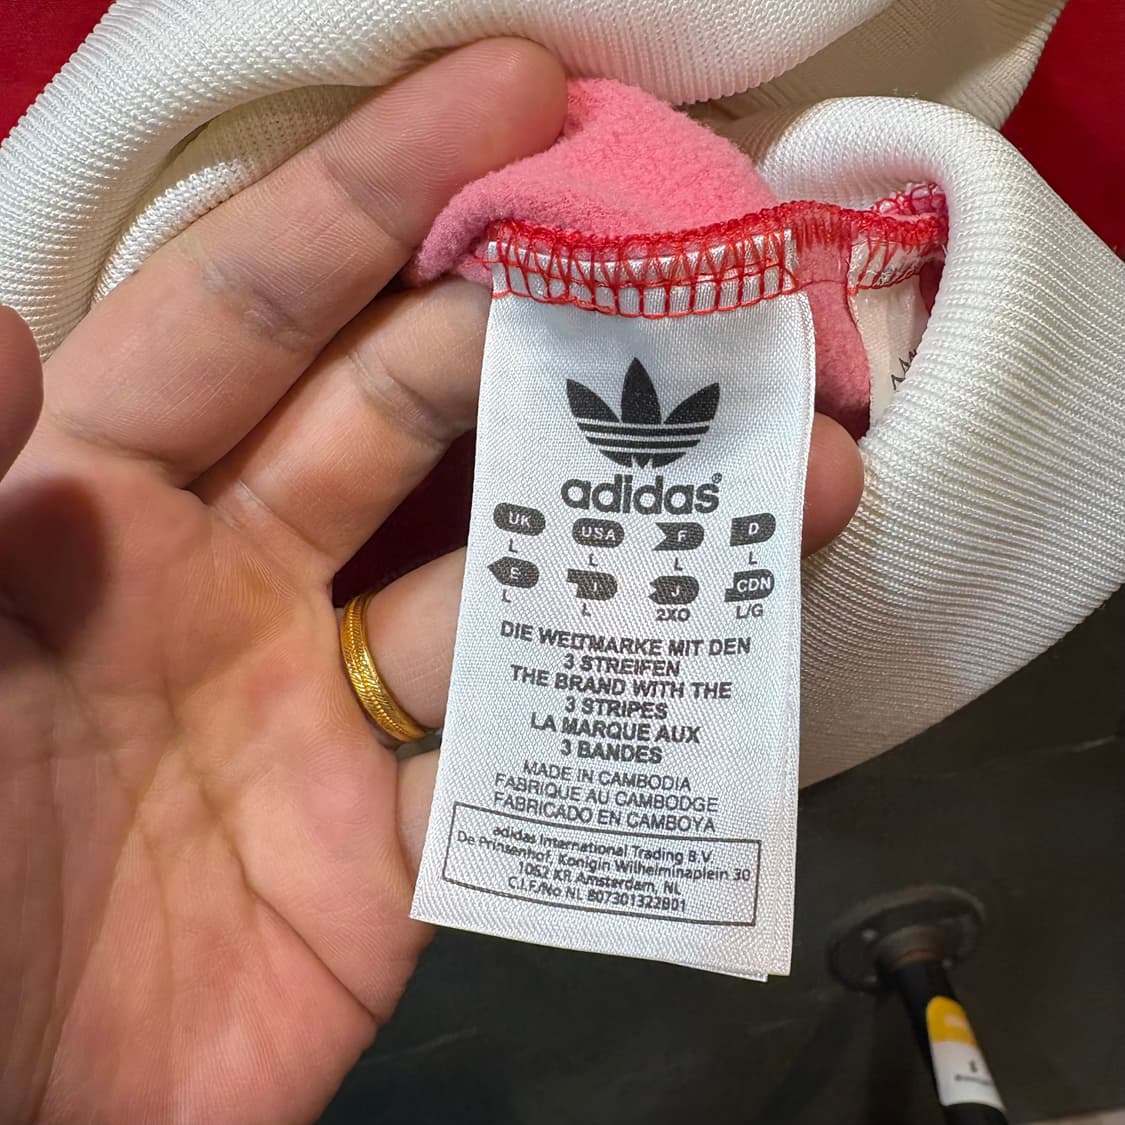 adidas®
UK USA F D
L L L L
E I J CDN
L L 2XO L/G
DIE WELTMARKE MIT DEN
3 STREIFEN
THE BRAND WITH THE
3 STRIPES
LA MARQUE AUX
3 BANDES
MADE IN CAMBODIA
FABRIQUE AU CAMBODGE
FABRICADO EN CAMBOYA
adidas International Trading B.V.
De Printenhof, Konigin Wilhelminaplein 30
1062 KR Amsterdam, NL
C.I.F./No NL 807301322B01